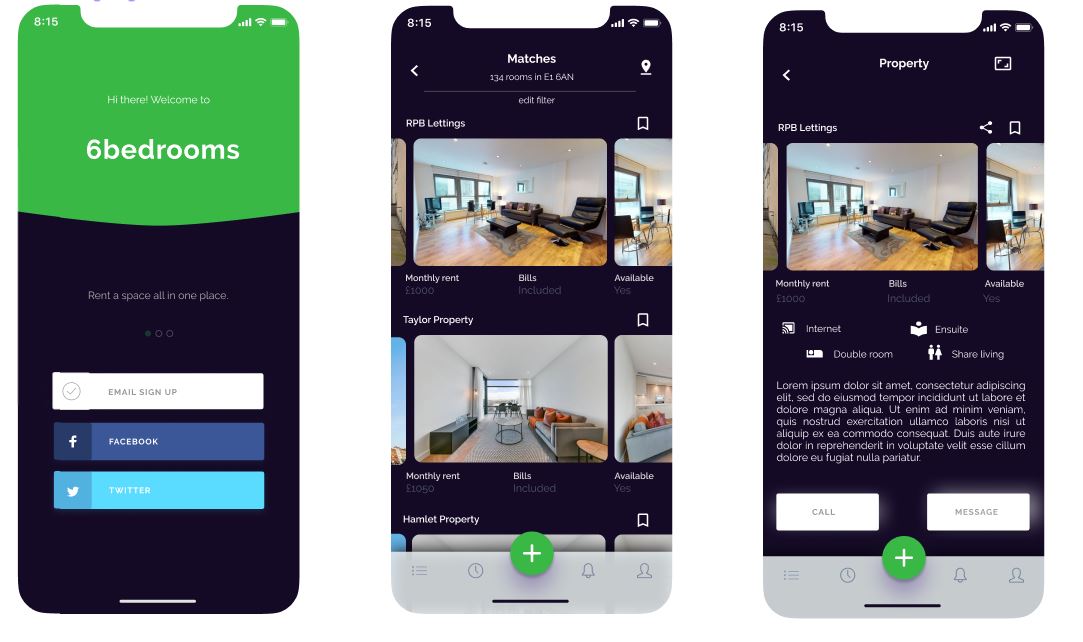 8:15
Hi there! Welcome to
6bedrooms
Rent a space all in one place.
EMAIL SIGN UP
FACEBOOK
TWITTER
8:15
Matches
134 rooms in E1 6AN
edit filter
RPB Lettings
Monthly rent Bills Available
£1000 Included Yes
Taylor Property
Monthly rent Bills Available
£1050 Included Yes
Hamlet Property
8:15
Property
RPB Lettings
Monthly rent Bills Available
£1000 Included Yes
Internet Ensuite
Double room Share living
Lorem ipsum dolor sit amet, consectetur adipiscing
elit, sed do eiusmod tempor incididunt ut labore et
dolore magna aliqua. Ut enim ad minim veniam,
quis nostrud exercitation ullamco laboris nisi ut
aliquip ex ea commodo consequat. Duis aute irure
dolor in reprehenderit in voluptate velit esse cillum
dolore eu fugiat nulla pariatur.
CALL MESSAGE